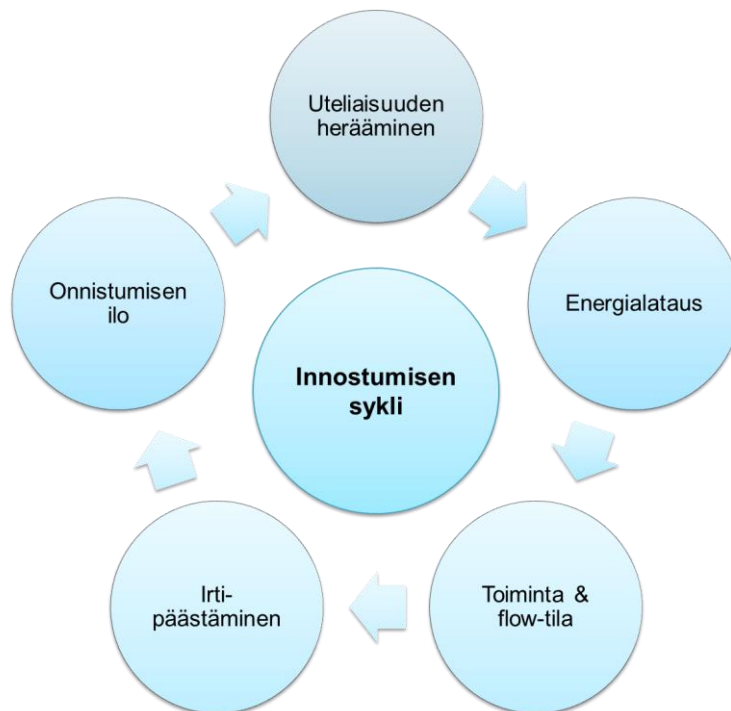 Uteliaisuuden
herääminen
Energialataus
Toiminta &
flow-tila
Irti-
päästäminen
Onnistumisen
ilo
Innostumisen
sykli